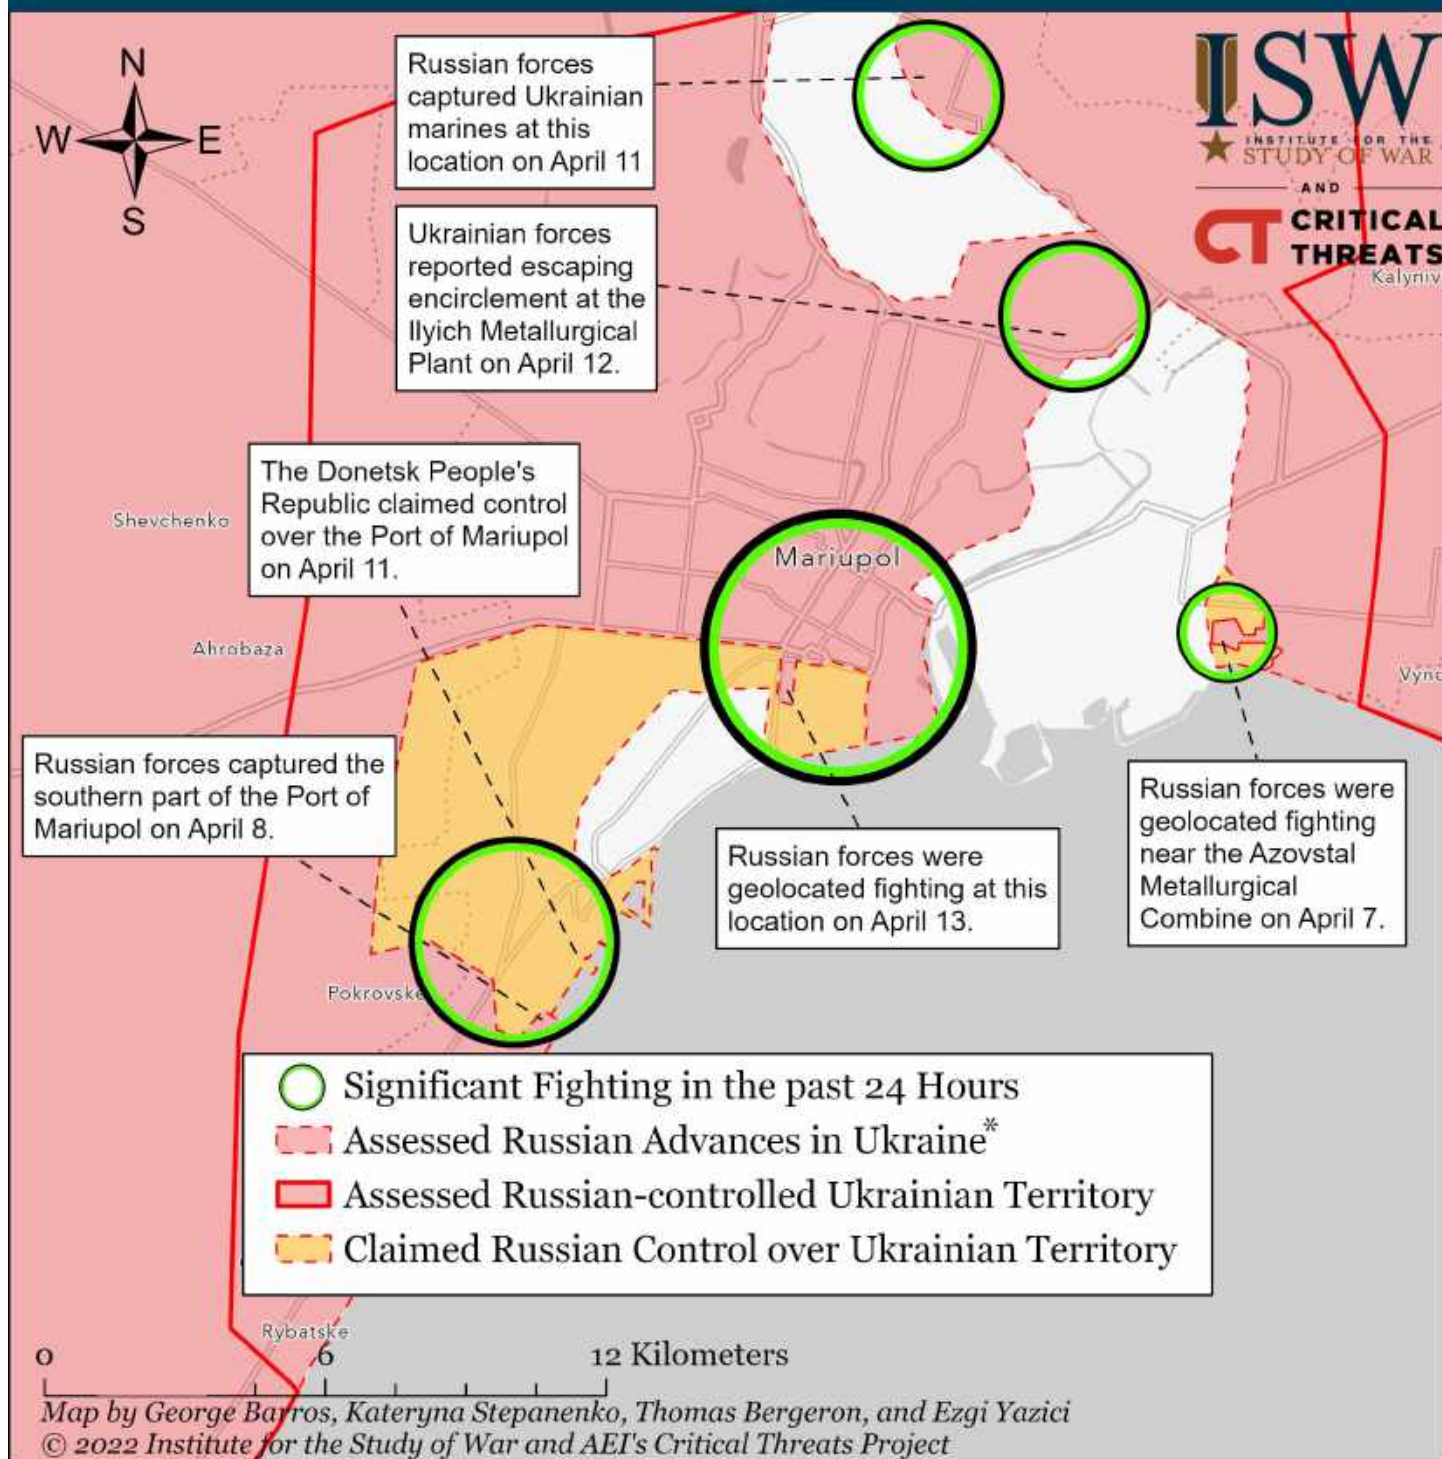 N
W
E
S
Russian forces
captured Ukrainian
marines at this
location on April 11
ISW
INSTITUTE FOR THE
STUDY OF WAR
AND
CT CRITICAL
THREATS
Ukrainian forces
reported escaping
encirclement at the
Ilyich Metallurgical
Plant on April 12.
Kalyniv
The Donetsk People's
Republic claimed control
over the Port of Mariupol
on April 11.
Shevchenko
Mariupol
Ahrobaza
Vyno
Russian forces captured the
southern part of the Port of
Mariupol on April 8.
Russian forces were
geolocated fighting at this
location on April 13.
Russian forces were
geolocated fighting
near the Azovstal
Metallurgical
Combine on April 7.
Pokrovske
Significant Fighting in the past 24 Hours
Assessed Russian Advances in Ukraine*
Assessed Russian-controlled Ukrainian Territory
Claimed Russian Control over Ukrainian Territory
Rybatske
0 6 12 Kilometers
Map by George Barros, Kateryna Stepanenko, Thomas Bergeron, and Ezgi Yazici
© 2022 Institute for the Study of War and AEI's Critical Threats Project